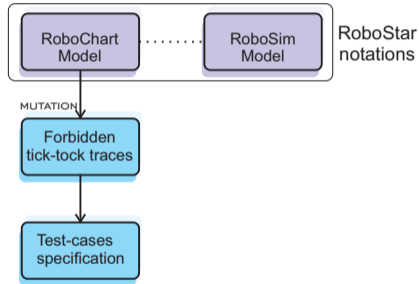 RoboChart
Model
RoboSim
Model
RoboStar
notations
MUTATION
Forbidden
tick-tock traces
Test-cases
specification